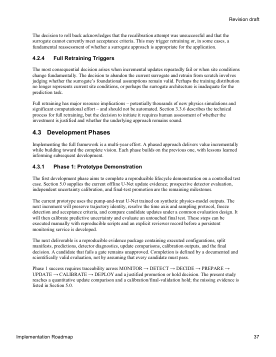 Revision draft
The decision to roll back acknowledges that the recalibration attempt was unsuccessful and that the
surrogate cannot currently meet acceptance criteria. This may trigger retraining or, in some cases, a
fundamental reassessment of whether a surrogate approach is appropriate for the application.
4.2.4 Full Retraining Triggers
The most consequential decision arises when incremental updates repeatedly fail or when site conditions
change fundamentally. The decision to abandon the current surrogate and retrain from scratch involves
judging whether the surrogate's foundational assumptions remain valid. Perhaps the training distribution
no longer represents current site conditions, or perhaps the surrogate architecture is inadequate for the
prediction task.
Full retraining has major resource implications – potentially thousands of new physics simulations and
significant computational effort – and should not be automated. Section 3.3.6 describes the technical
process for full retraining, but the decision to initiate it requires human assessment of whether the
investment is justified and whether the underlying approach remains sound.
4.3 Development Phases
Implementing the full framework is a multi-year effort. A phased approach delivers value incrementally
while building toward the complete vision. Each phase builds on the previous one, with lessons learned
informing subsequent development.
4.3.1 Phase 1: Prototype Demonstration
The first development phase aims to complete a reproducible lifecycle demonstration on a controlled test
case. Section 5.0 supplies the current offline U-Net update evidence; prospective detector evaluation,
independent uncertainty calibration, and final-test promotion are the remaining milestones.
The current prototype uses the pump-and-treat U-Net trained on synthetic physics-model outputs. The
next increment will preserve trajectory identity, resolve the time axis and sampling protocol, freeze
detection and acceptance criteria, and compare candidate updates under a common evaluation design. It
will then calibrate predictive uncertainty and evaluate an untouched final test. These steps can be
executed manually with reproducible scripts and an explicit reviewer record before a persistent
monitoring service is developed.
The next deliverable is a reproducible evidence package containing executed configurations, split
manifests, predictions, detector diagnostics, update comparisons, calibration outputs, and the final
decision. A candidate that fails a gate remains unapproved. Completion is defined by a documented and
scientifically valid evaluation, not by assuming that every candidate must pass.
Phase 1 success requires traceability across MONITOR → DETECT → DECIDE → PREPARE →
UPDATE → CALIBRATE → DEPLOY and a justified promotion or hold decision. The present study
reaches a quantitative update comparison and a calibration/final-validation hold; the missing evidence is
listed in Section 5.0.
Implementation Roadmap 37